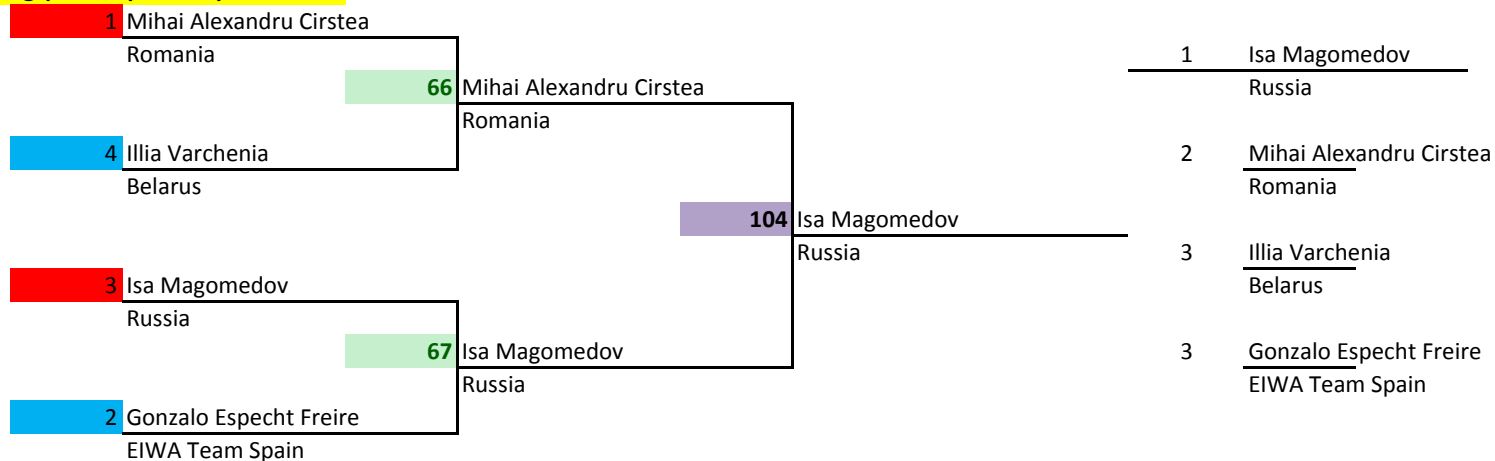 1 Mihai Alexandru Cirstea
Romania
1 Isa Magomedov
Russia
66 Mihai Alexandru Cirstea
Romania
4 Illia Varchenia
Belarus
2 Mihai Alexandru Cirstea
Romania
104 Isa Magomedov
Russia
3 Illia Varchenia
Belarus
3 Isa Magomedov
Russia
67 Isa Magomedov
Russia
3 Gonzalo Especht Freire
EIWA Team Spain
2 Gonzalo Especht Freire
EIWA Team Spain